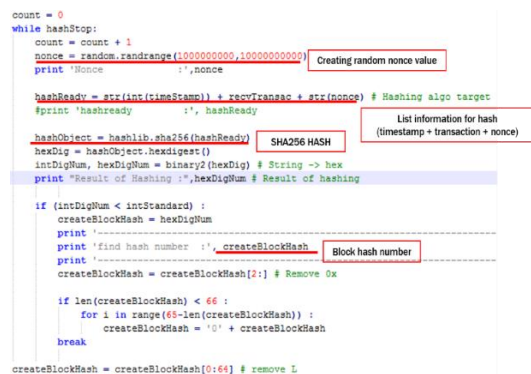 count = 0
while hashStop:
count = count + 1
nonce = random.randrange(1000000000,10000000000)
Creating random nonce value
print 'Nonce :',nonce
hashReady = str(int(timeStamp)) + recvTransac + str(nonce) # Hashing algo target
#print 'hashready :', hashReady
List information for hash
(timestamp + transaction + nonce)
hashObject = hashlib.sha256(hashReady)
SHA256 HASH
hexDig = hashObject.hexdigest()
intDigNum, hexDigNum = binary2(hexDig) # String -> hex
print "Result of Hashing :",hexDigNum # Result of hashing
if (intDigNum < intStandard) :
createBlockHash = hexDigNum
print '-----------------------------------------------------------
print 'find hash number :', createBlockHash
Block hash number
print '-----------------------------------------------------------
createBlockHash = createBlockHash[2:] # Remove 0x
if len(createBlockHash) < 66 :
for i in range(65-len(createBlockHash)) :
createBlockHash = '0' + createBlockHash
break
createBlockHash = createBlockHash[0:64] # remove L